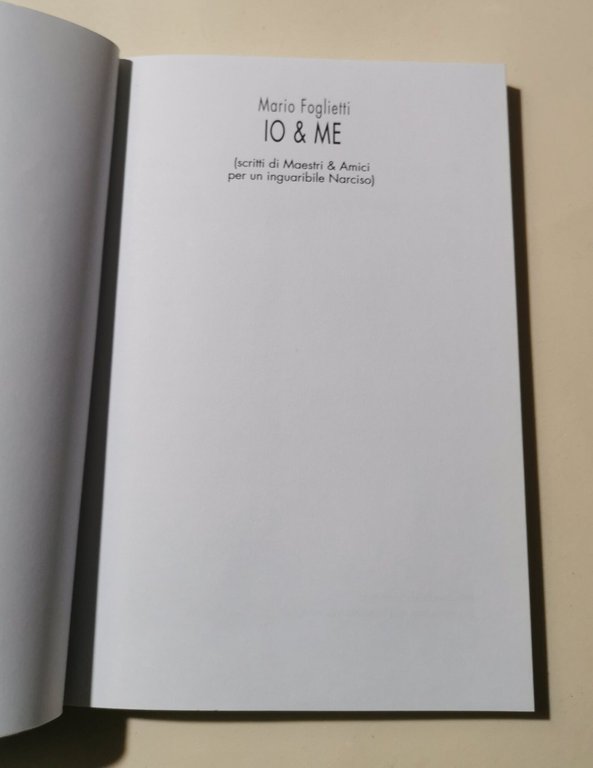 Mario Foglietti
IO & ME
(scritti di Maestri & Amici
per un inguaribile Narciso)